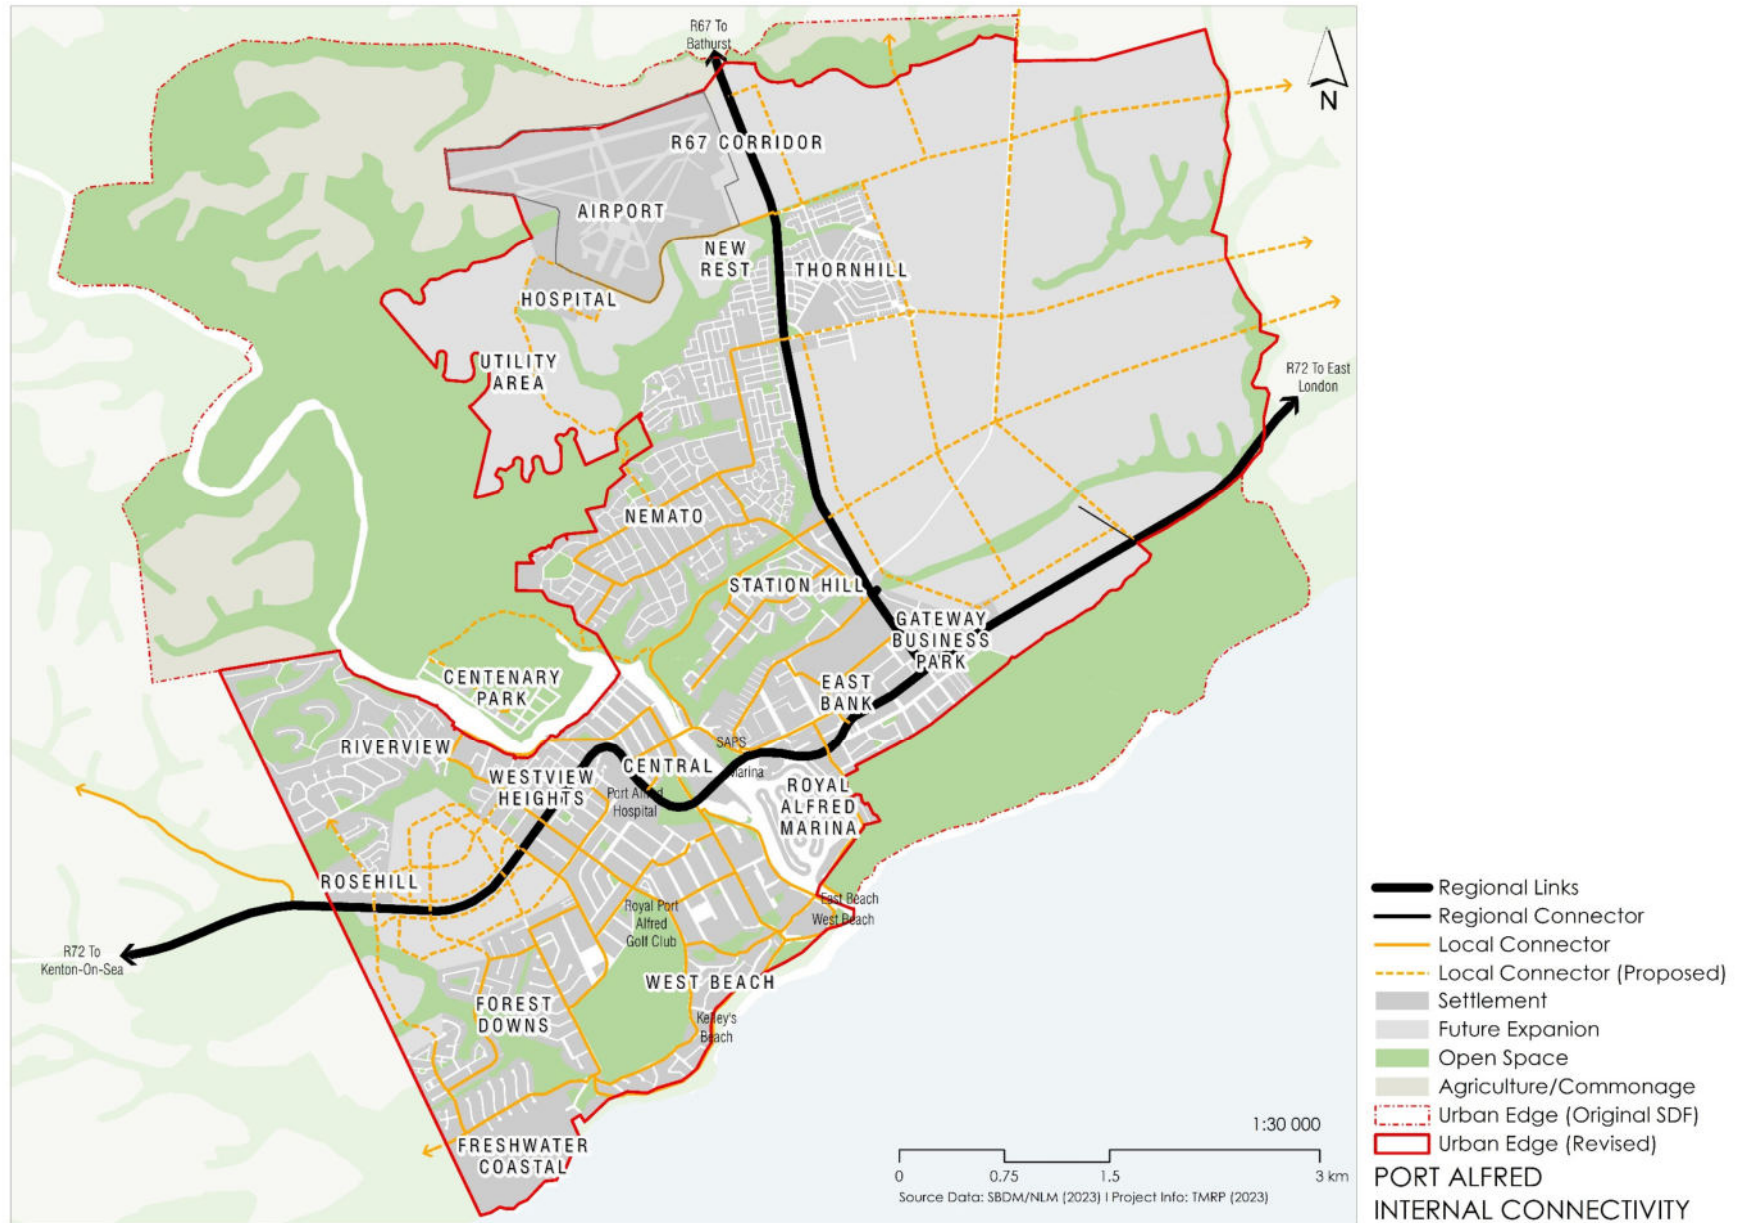 R67 To
Bathurst
N
R67 CORRIDOR
AIRPORT
NEW
REST
THORNHILL
HOSPITAL
UTILITY
AREA
R72 To East
London
NEMATO
STATION HILL
GATEWAY
BUSINESS
PARK
CENTENARY
PARK
EAST
BANK
RIVERVIEW
SAPS
CENTRAL
Marina
WESTVIEW
HEIGHTS
Port Alfred
Hospital
ROYAL
ALFRED
MARINA
ROSEHILL
East Beach
West Beach
Royal Port
Alfred
Golf Club
R72 To
Kenton-On-Sea
WEST BEACH
FOREST
DOWNS
Kelley's
Beach
FRESHWATER
COASTAL
1:30 000
0 0.75 1.5 3 km
Source Data: SBDM/NLM (2023) I Project Info: TMRP (2023)
Regional Links
Regional Connector
Local Connector
Local Connector (Proposed)
Settlement
Future Expanion
Open Space
Agriculture/Commonage
Urban Edge (Original SDF)
Urban Edge (Revised)
PORT ALFRED
INTERNAL CONNECTIVITY